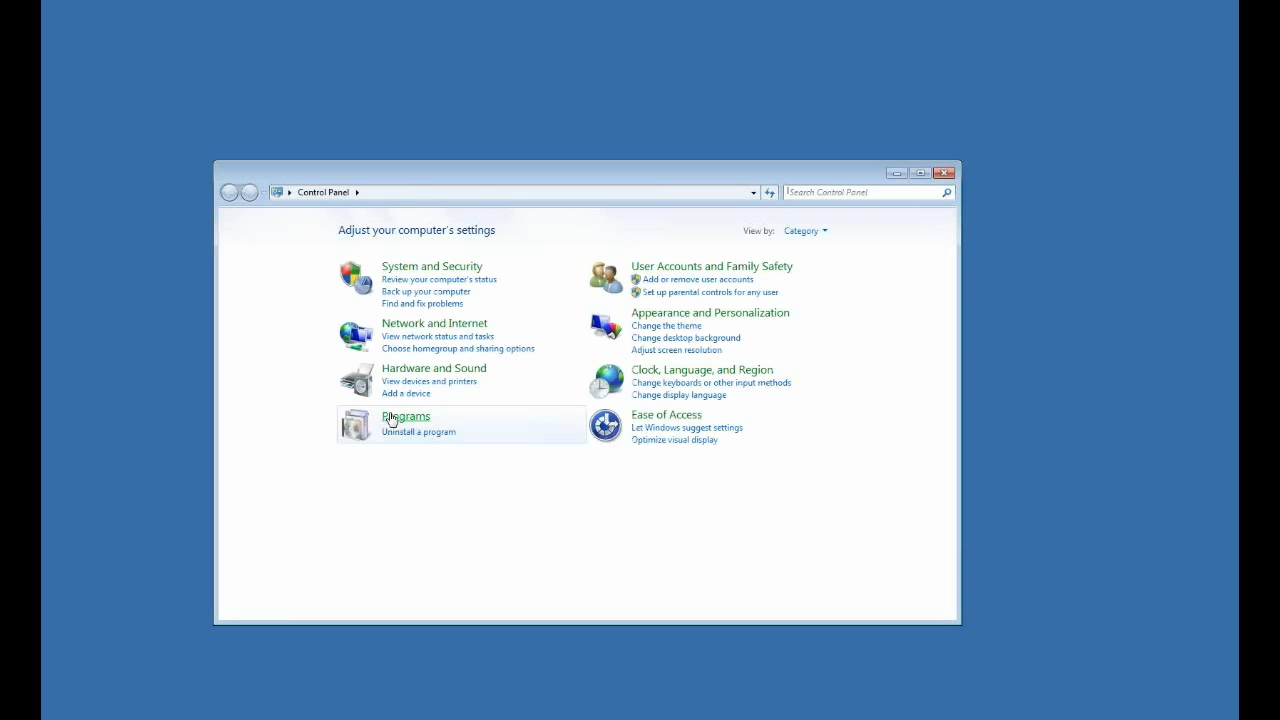 Control Panel
Search Control Panel
Adjust your computer's settings
View by: Category
System and Security
Review your computer's status
Back up your computer
Find and fix problems
Network and Internet
View network status and tasks
Choose homegroup and sharing options
Hardware and Sound
View devices and printers
Add a device
Programs
Uninstall a program
User Accounts and Family Safety
Add or remove user accounts
Set up parental controls for any user
Appearance and Personalization
Change the theme
Change desktop background
Adjust screen resolution
Clock, Language, and Region
Change keyboards or other input methods
Change display language
Ease of Access
Let Windows suggest settings
Optimize visual display